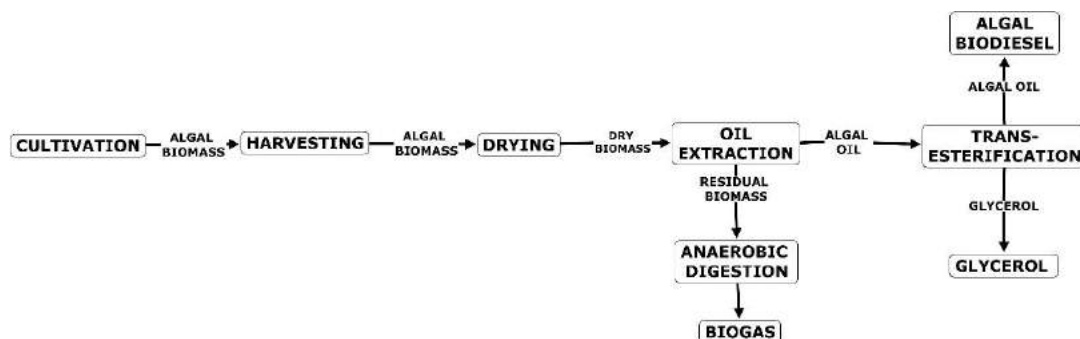 ALGAL
BIODIESEL
ALGAL OIL
CULTIVATION
ALGAL
BIOMASS
HARVESTING
ALGAL
BIOMASS
DRYING
DRY
BIOMASS
OIL
EXTRACTION
ALGAL
OIL
TRANS-
ESTERIFICATION
RESIDUAL
BIOMASS
GLYCEROL
ANAEROBIC
DIGESTION
GLYCEROL
BIOGAS